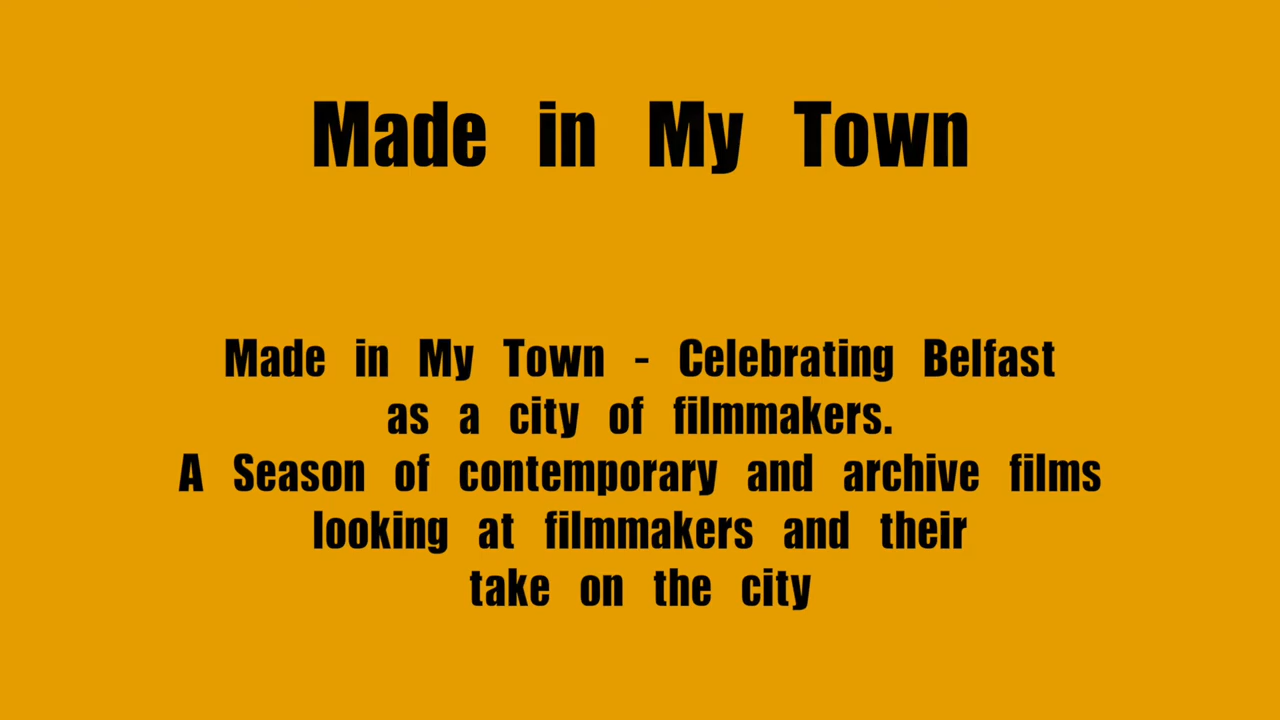 Made in My Town
Made in My Town - Celebrating Belfast
as a city of filmmakers.
A Season of contemporary and archive films
looking at filmmakers and their
take on the city